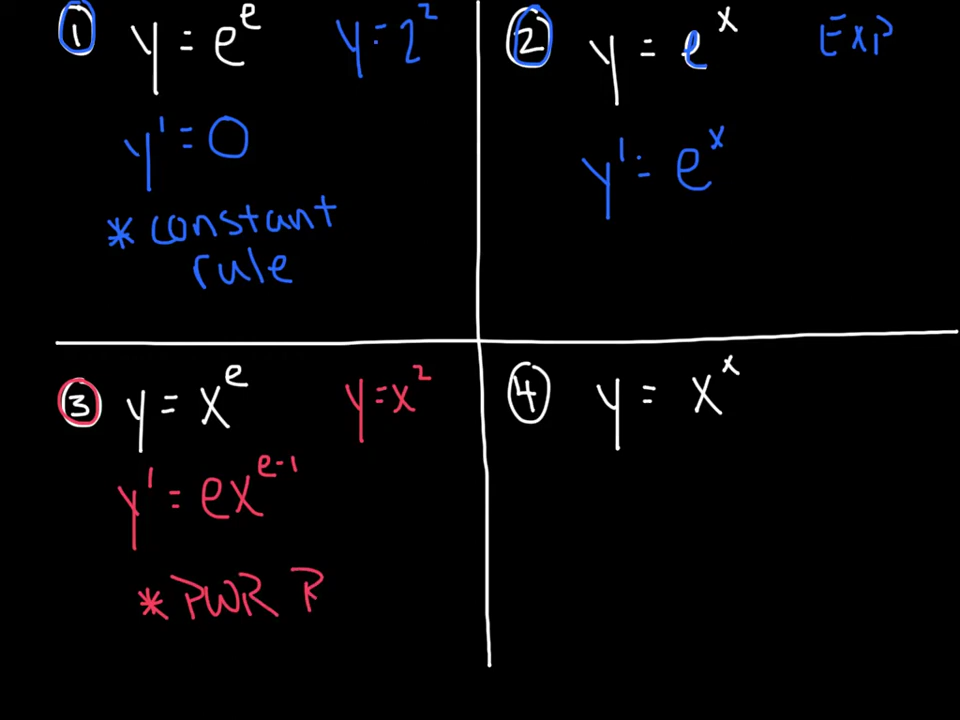 ① y = e^e y = 2^2
y' = 0
* constant
rule
② y = e^x EXP
y' = e^x
③ y = x^e y = x^2
y' = ex^{e-1}
* PWR R
④ y = x^x